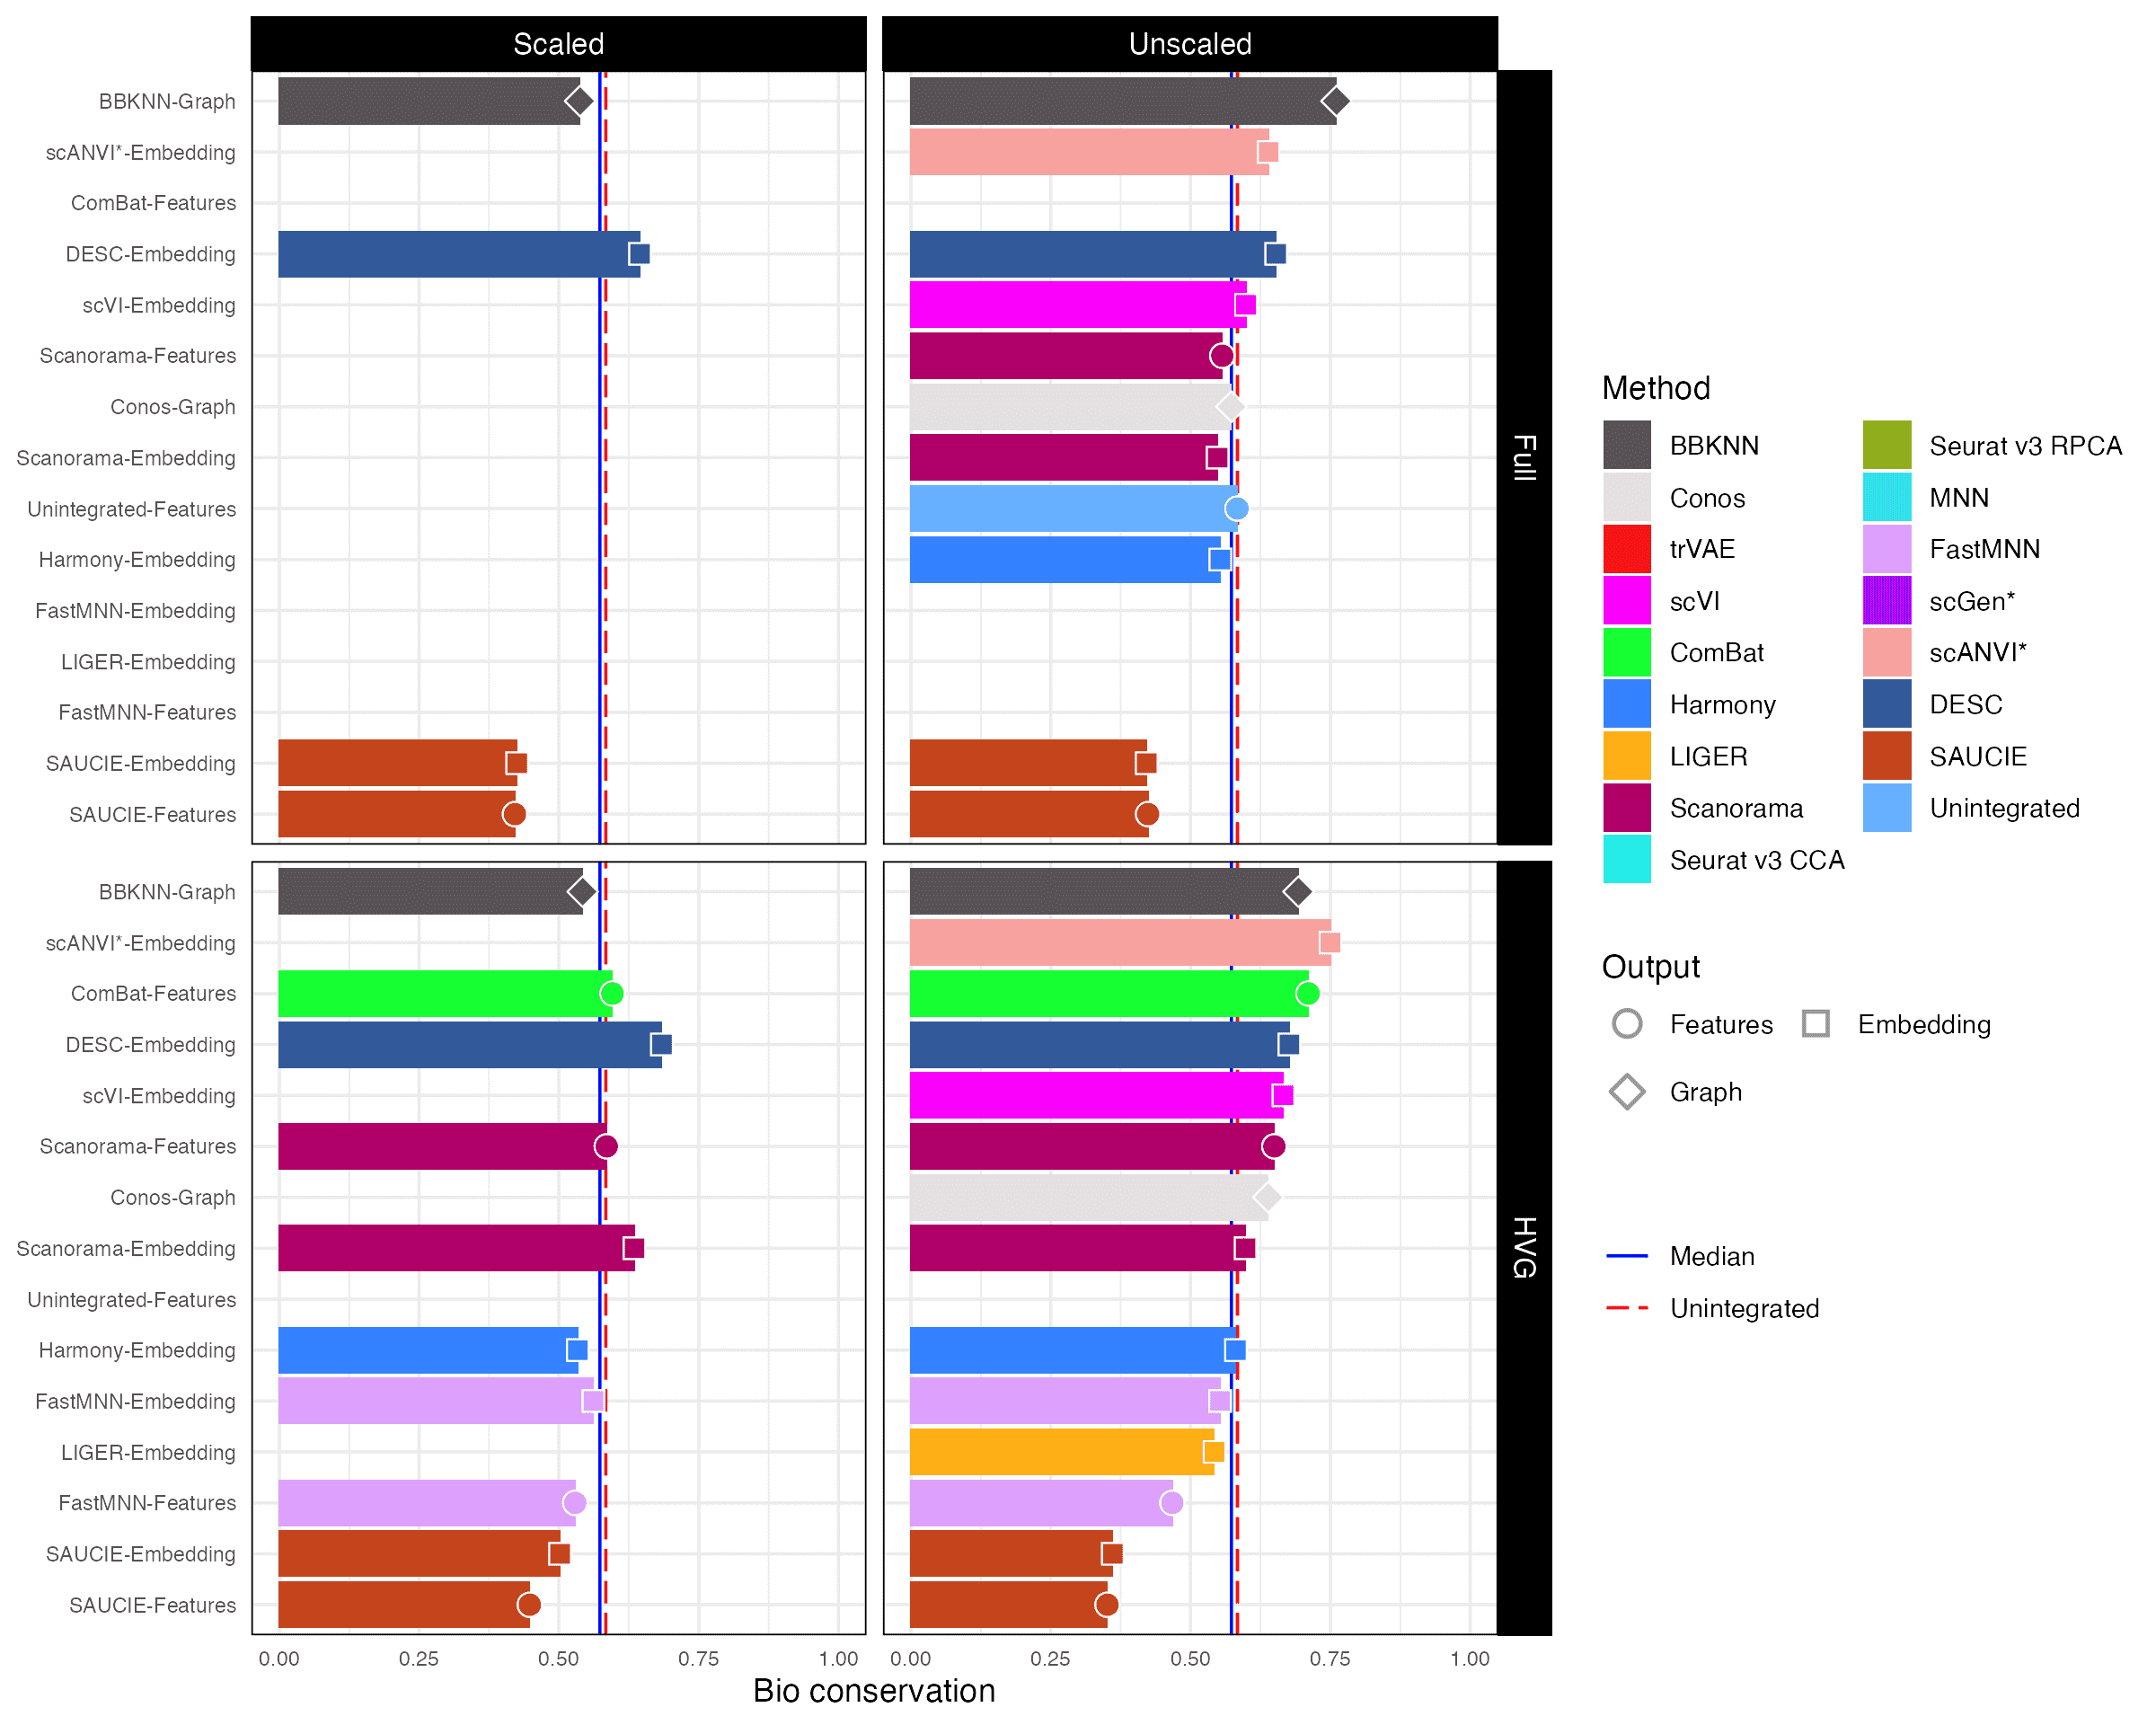 Scaled
Unscaled
BBKNN-Graph
scANVI*-Embedding
ComBat-Features
DESC-Embedding
scVI-Embedding
Scanorama-Features
Conos-Graph
Scanorama-Embedding
Unintegrated-Features
Harmony-Embedding
FastMNN-Embedding
LIGER-Embedding
FastMNN-Features
SAUCIE-Embedding
SAUCIE-Features
Full
BBKNN-Graph
scANVI*-Embedding
ComBat-Features
DESC-Embedding
scVI-Embedding
Scanorama-Features
Conos-Graph
Scanorama-Embedding
Unintegrated-Features
Harmony-Embedding
FastMNN-Embedding
LIGER-Embedding
FastMNN-Features
SAUCIE-Embedding
SAUCIE-Features
HVG
0.00 0.25 0.50 0.75 1.00
0.00 0.25 0.50 0.75 1.00
Bio conservation
Method
BBKNN
Conos
trVAE
scVI
ComBat
Harmony
LIGER
Scanorama
Seurat v3 CCA
Seurat v3 RPCA
MNN
FastMNN
scGen*
scANVI*
DESC
SAUCIE
Unintegrated
Output
Features
Embedding
Graph
Median
Unintegrated